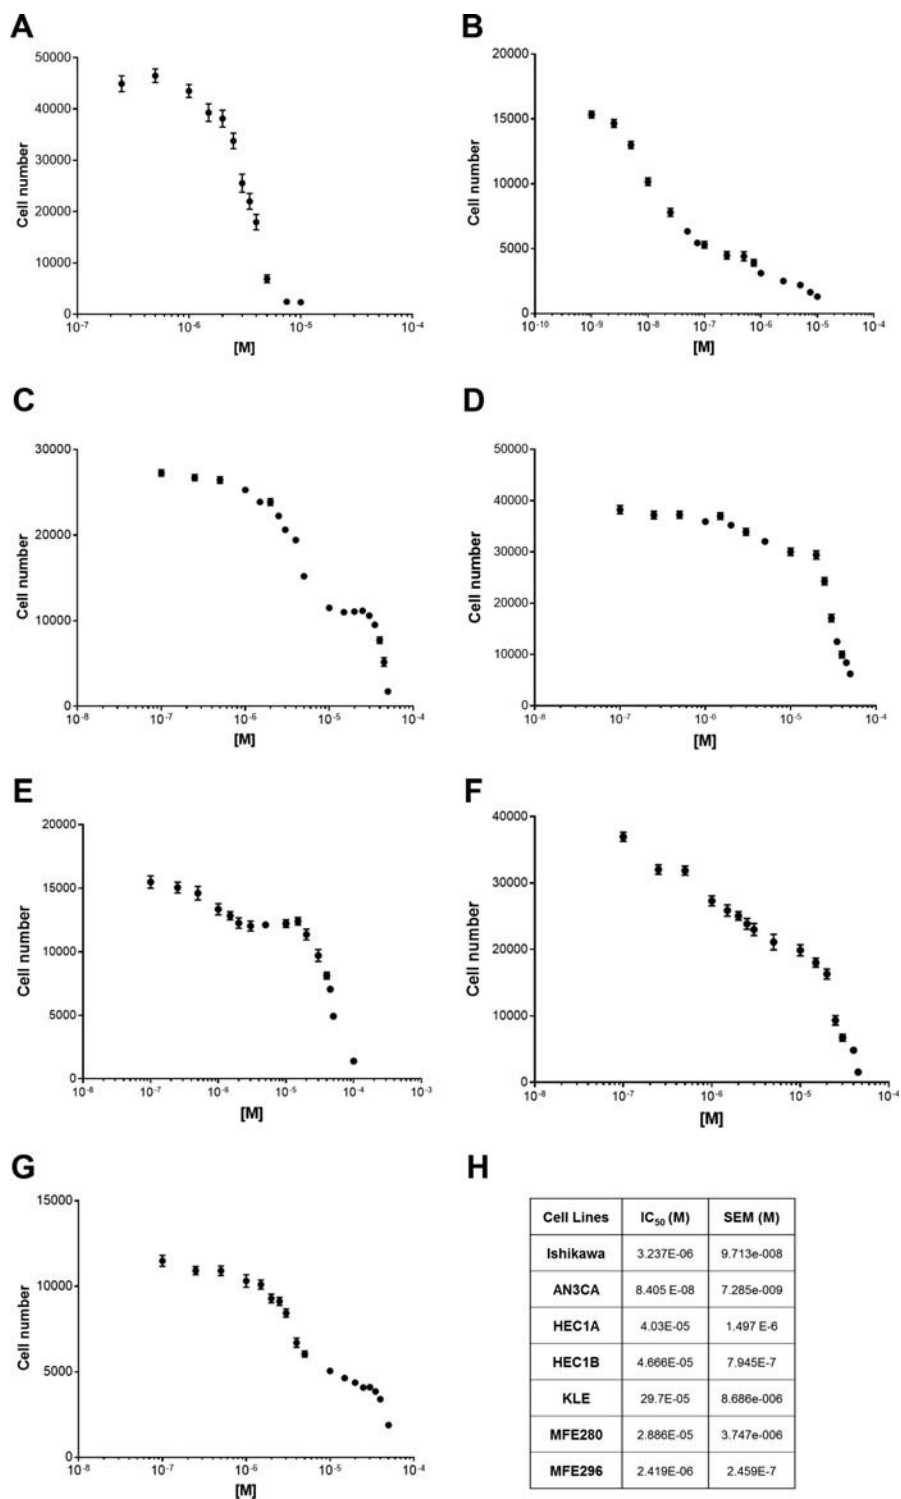 A
50000
40000
30000
20000
10000
0
Cell number
10-7
10-6
10-5
10-4
[M]
B
20000
15000
10000
5000
0
Cell number
10-10
10-9
10-8
10-7
10-6
10-5
10-4
[M]
C
30000
20000
10000
0
Cell number
10-8
10-7
10-6
10-5
10-4
[M]
D
50000
40000
30000
20000
10000
0
Cell number
10-8
10-7
10-6
10-5
10-4
[M]
E
20000
15000
10000
5000
0
Cell number
10-8
10-7
10-6
10-5
10-4
10-3
[M]
F
40000
30000
20000
10000
0
Cell number
10-8
10-7
10-6
10-5
10-4
[M]
G
15000
10000
5000
0
Cell number
10-8
10-7
10-6
10-5
10-4
[M]
H
Cell Lines IC50 (M) SEM (M)
Ishikawa 3.237E-06 9.713e-008
AN3CA 8.405 E-08 7.285e-009
HEC1A 4.03E-05 1.497 E-6
HEC1B 4.666E-05 7.945E-7
KLE 29.7E-05 8.686e-006
MFE280 2.886E-05 3.747e-006
MFE296 2.419E-06 2.459E-7